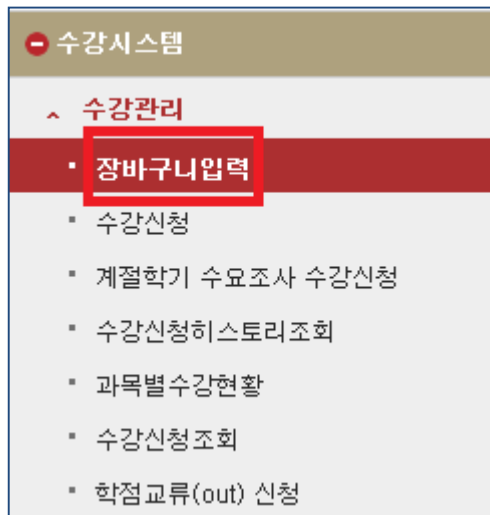 수강시스템
수강관리
장바구니입력
수강신청
계절학기 수요조사 수강신청
수강신청히스토리조회
과목별수강현황
수강신청조회
학점교류(out) 신청